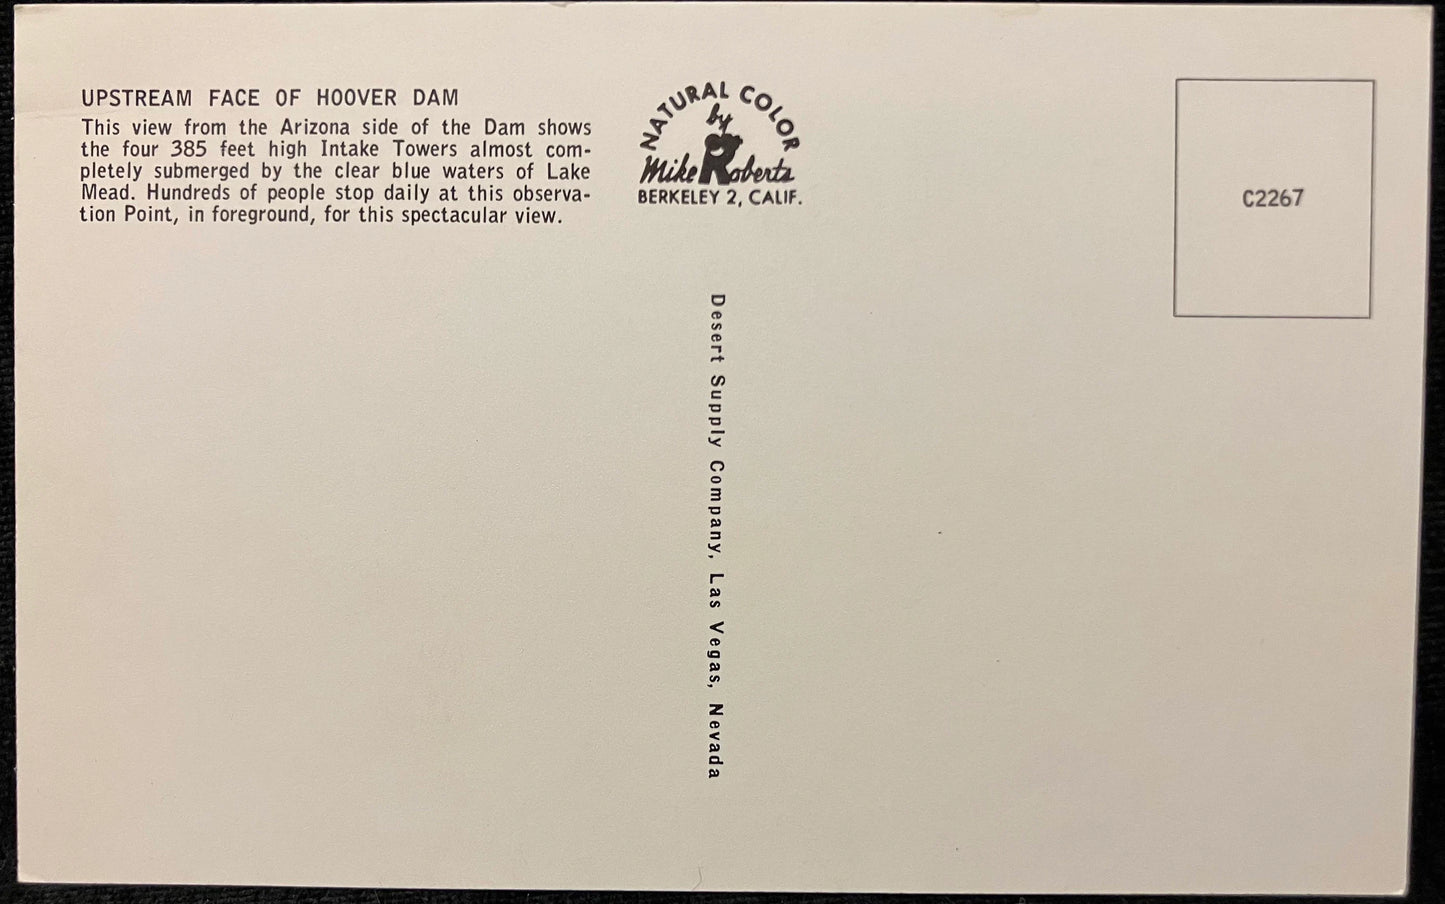 UPSTREAM FACE OF HOOVER DAM
This view from the Arizona side of the Dam shows
the four 385 feet high Intake Towers almost com-
pletely submerged by the clear blue waters of Lake
Mead. Hundreds of people stop daily at this observa-
tion Point, in foreground, for this spectacular view.
NATURAL COLOR
by
Mike Roberts
BERKELEY 2, CALIF.
Desert Supply Company, Las Vegas, Nevada
C2267